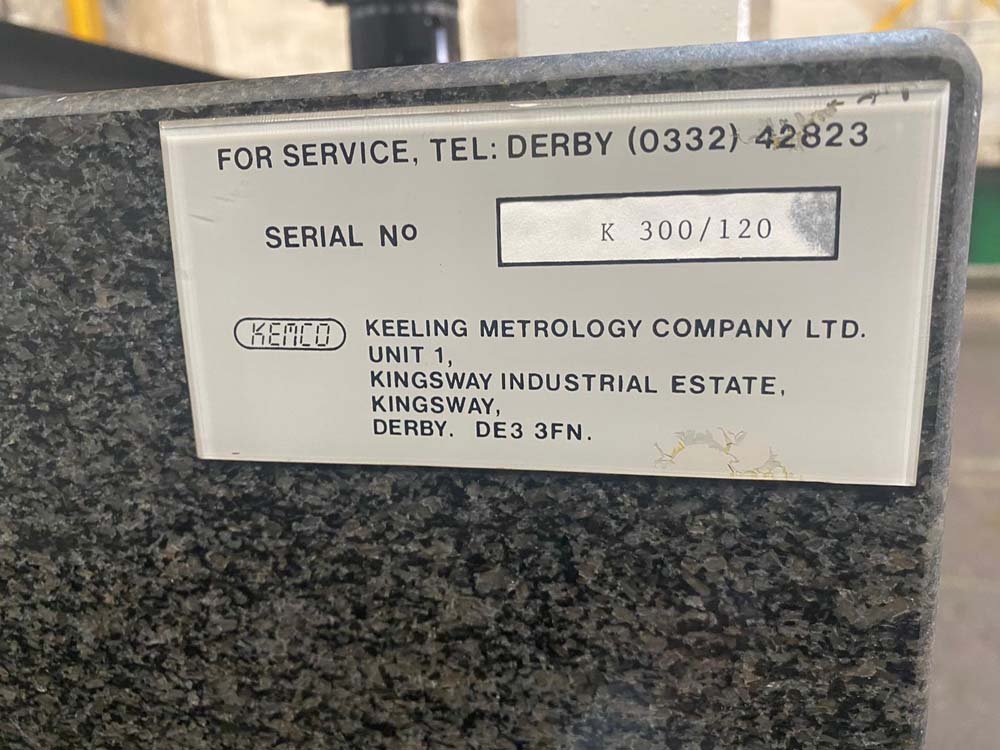 FOR SERVICE, TEL: DERBY (0332) 42823
SERIAL No K 300/120
KEMCO KEELING METROLOGY COMPANY LTD.
UNIT 1,
KINGSWAY INDUSTRIAL ESTATE,
KINGSWAY,
DERBY. DE3 3FN.